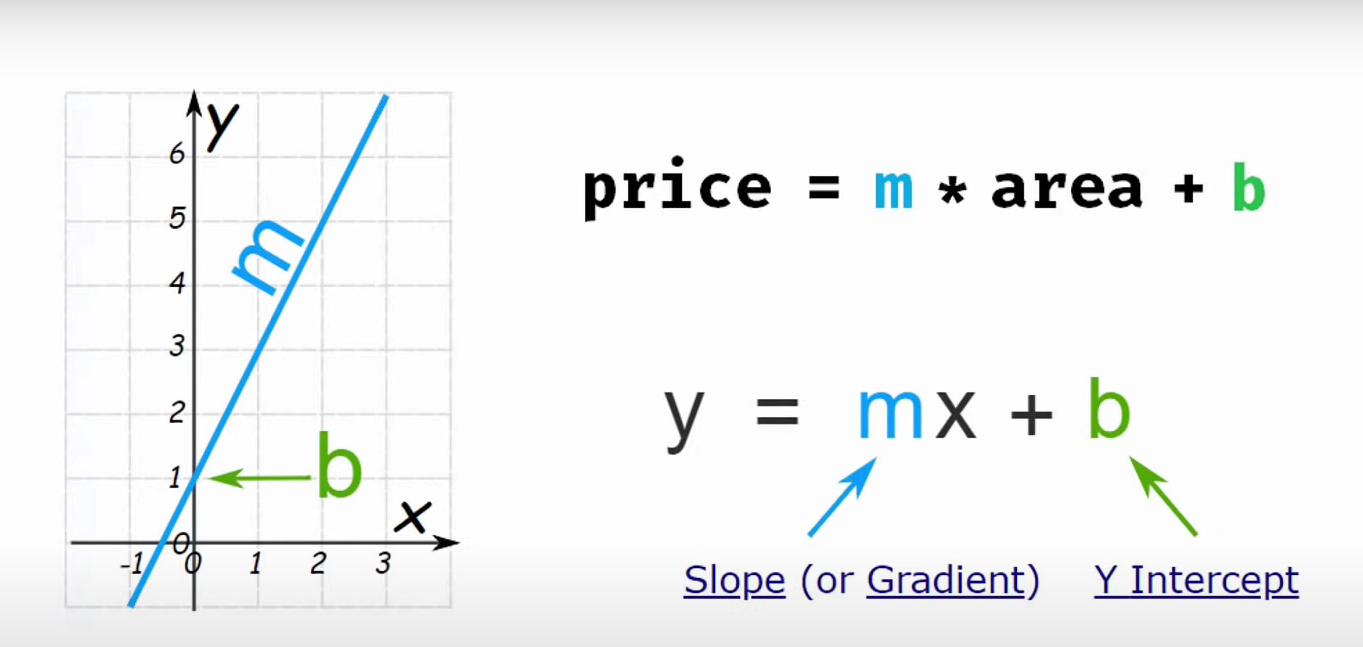 y
6
5
m
4
3
2
1
b
x
0
-1 0 1 2 3
price = m * area + b
y = mx + b
Slope (or Gradient) Y Intercept